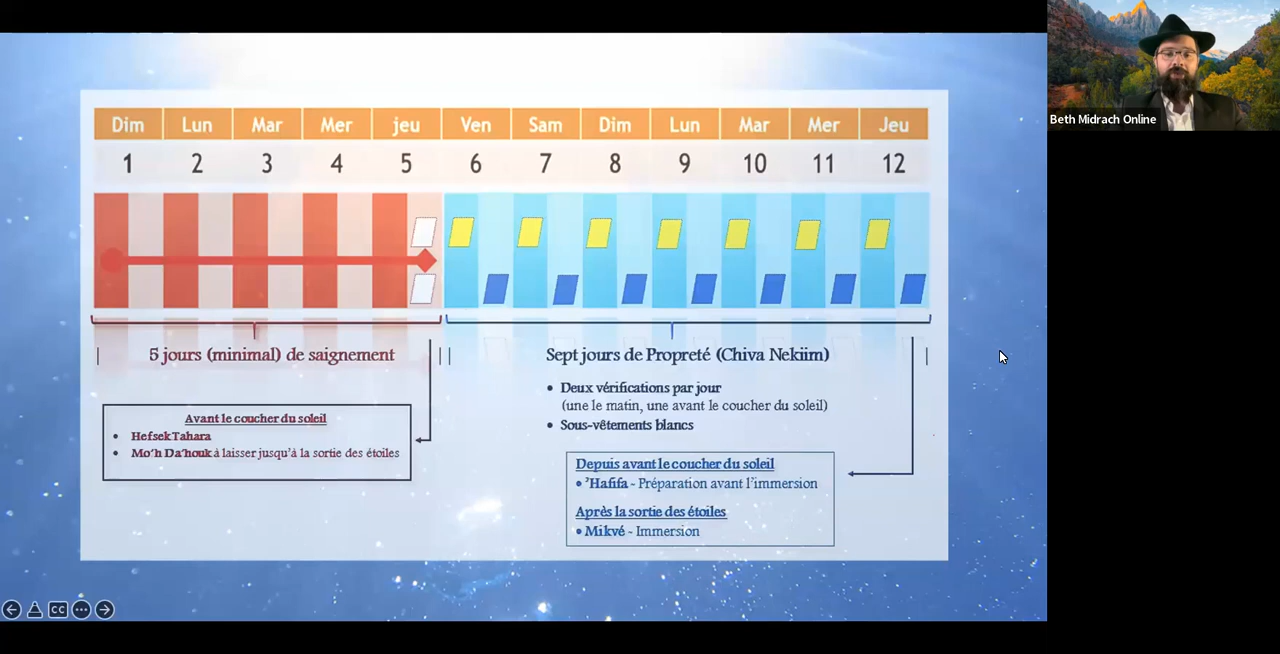 Beth Midrach Online
Dim Lun Mar Mer jeu Ven Sam Dim Lun Mar Mer Jeu
1 2 3 4 5 6 7 8 9 10 11 12
5 jours (minimal) de saignement
Avant le coucher du soleil
• Hefsek Tahara
• Mo'h Da'houk à laisser jusqu'à la sortie des étoiles
Sept jours de Propreté (Chiva Nekiim)
• Deux vérifications par jour
(une le matin, une avant le coucher du soleil)
• Sous-vêtements blancs
Depuis avant le coucher du soleil
• 'Hafifa - Préparation avant l'immersion
Après la sortie des étoiles
• Mikvé - Immersion
CC